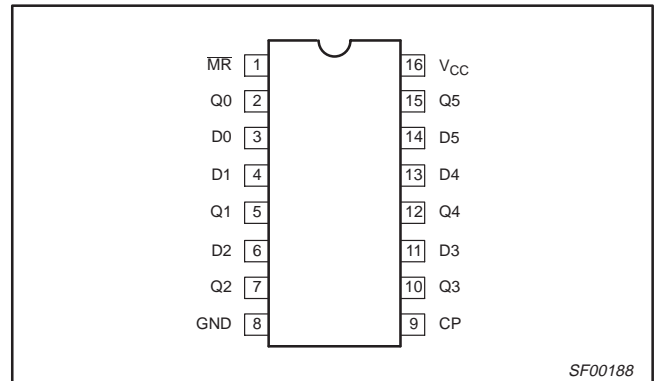 M̅R̅ 1 16 VCC
Q0 2 15 Q5
D0 3 14 D5
D1 4 13 D4
Q1 5 12 Q4
D2 6 11 D3
Q2 7 10 Q3
GND 8 9 CP
SF00188